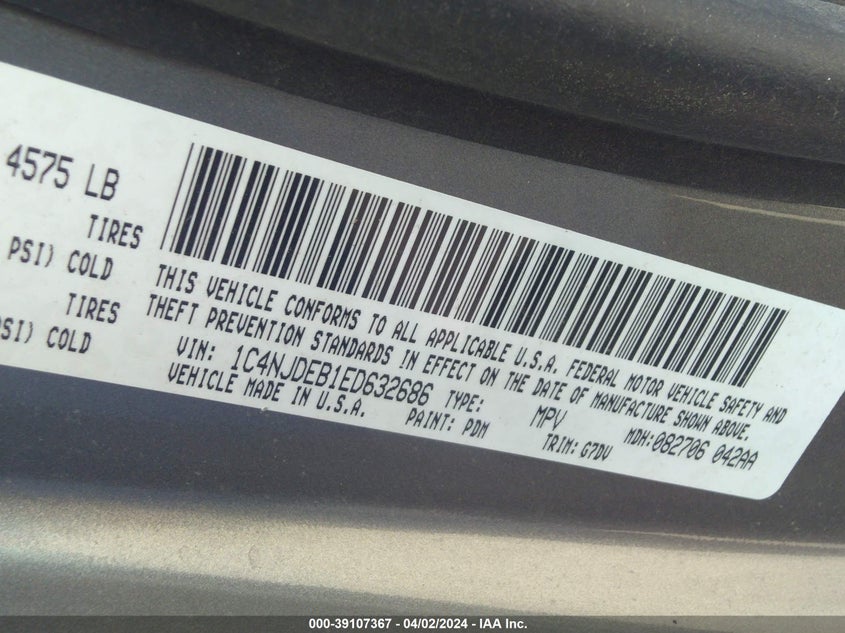 4575 LB
TIRES
PSI) COLD
TIRES
PSI) COLD
THIS VEHICLE CONFORMS TO ALL APPLICABLE U.S.A. FEDERAL MOTOR VEHICLE SAFETY AND
THEFT PREVENTION STANDARDS IN EFFECT ON THE DATE OF MANUFACTURE SHOWN ABOVE.
VIN: 1C4NJDEB1ED632686 TYPE: MPV MDH:082706 042AA
VEHICLE MADE IN U.S.A. PAINT: PDM TRIM: G7DV
000-39107367 - 04/02/2024 - IAA Inc.